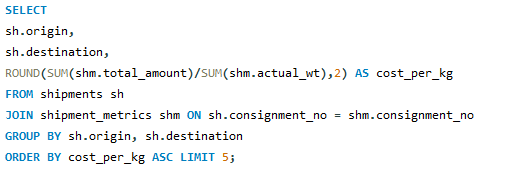 SELECT
sh.origin,
sh.destination,
ROUND(SUM(shm.total_amount)/SUM(shm.actual_wt),2) AS cost_per_kg
FROM shipments sh
JOIN shipment_metrics shm ON sh.consignment_no = shm.consignment_no
GROUP BY sh.origin, sh.destination
ORDER BY cost_per_kg ASC LIMIT 5;